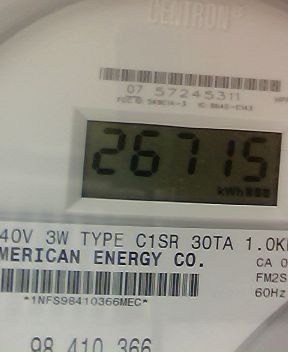 CENTRON®
07 57245311
26715
kWh
40V 3W TYPE C1SR 30TA 1.0K
MERICAN ENERGY CO.
CA 0
FM2S
*1NFS98410366MEC*
60Hz
98 410 366